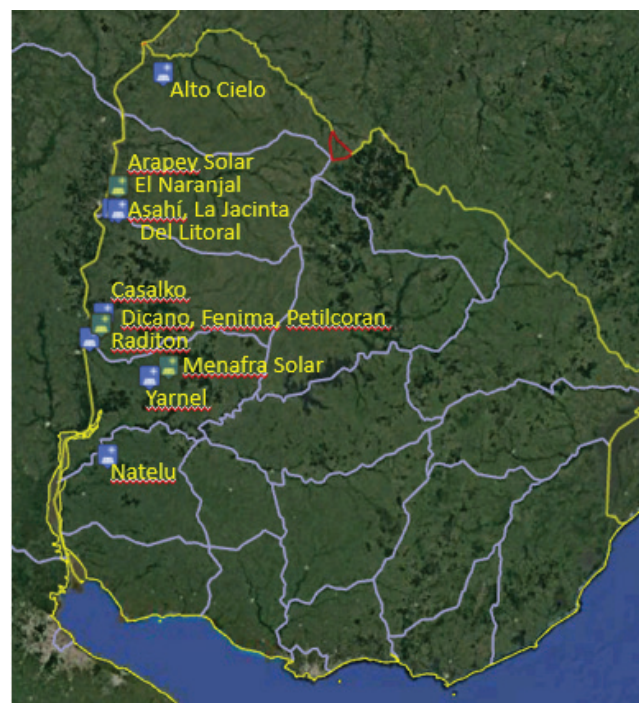 Alto Cielo
Arapey Solar
El Naranjal
Asahí, La Jacinta
Del Litoral
Casalko
Dicano, Fenima, Petilcoran
Raditon
Menafra Solar
Yarnel
Natelu